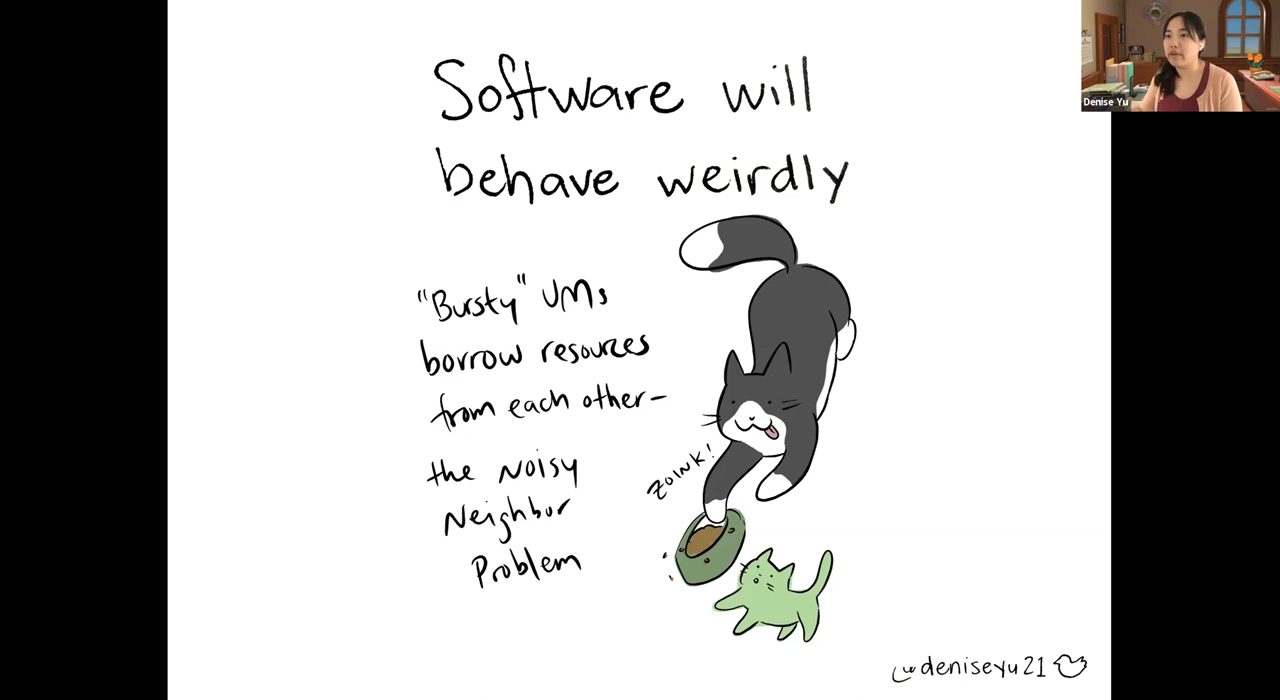 Software will
behave weirdly
"Bursty" VMs
borrow resources
from each other-
the Noisy
Neighbor
Problem
ZOINK!
@deniseyu21
Denise Yu